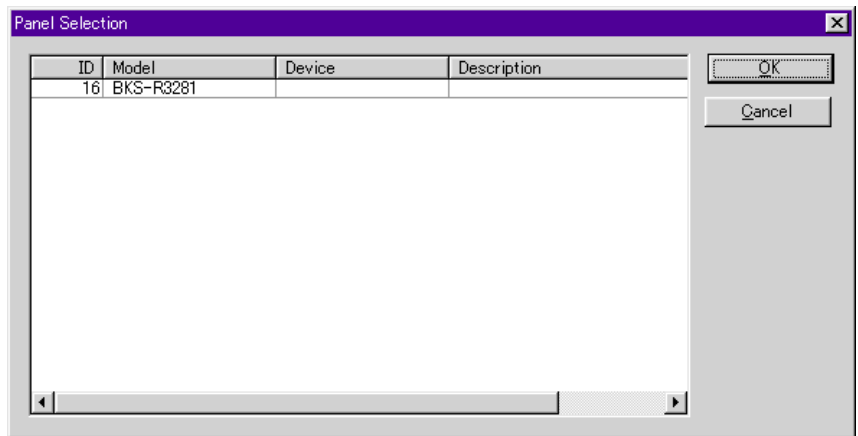 Panel Selection
ID Model Device Description
16 BKS-R3281
OK
Cancel